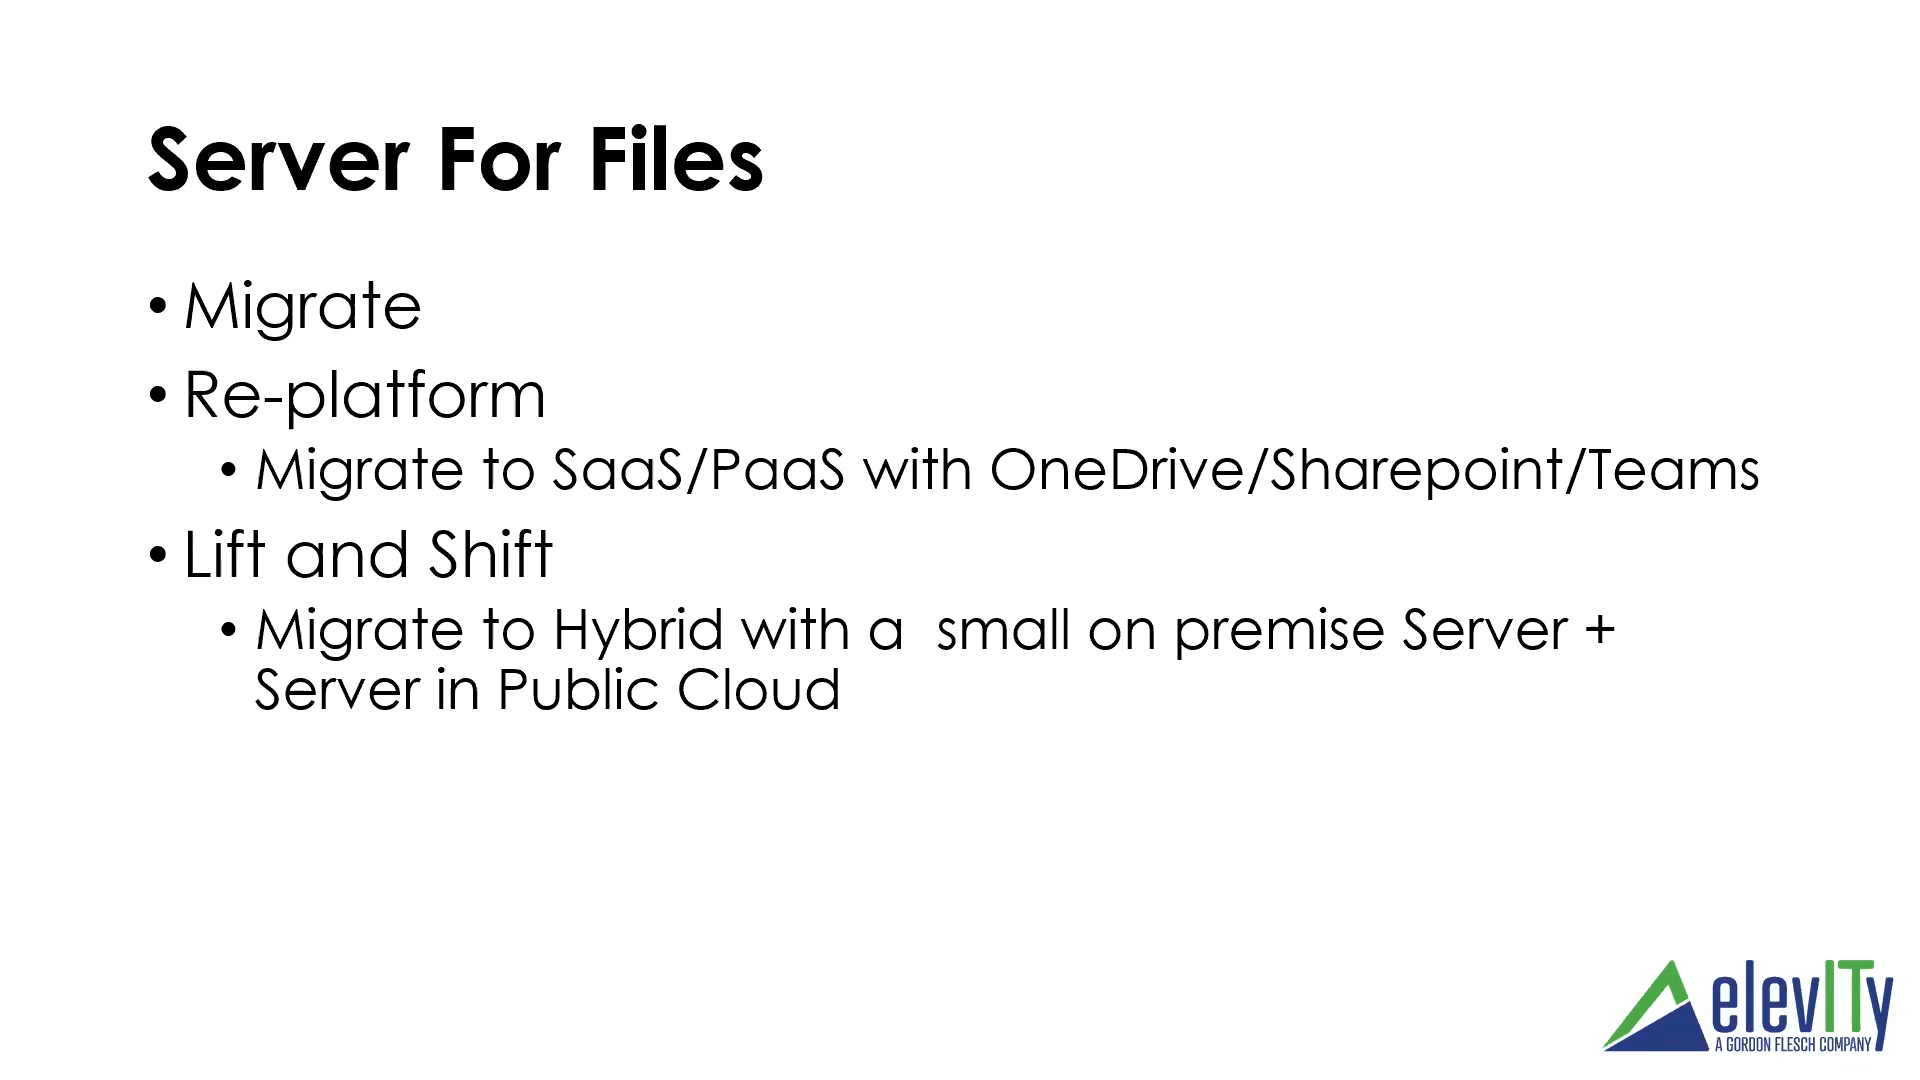 Server For Files
• Migrate
• Re-platform
• Migrate to SaaS/PaaS with OneDrive/Sharepoint/Teams
• Lift and Shift
• Migrate to Hybrid with a  small on premise Server +
Server in Public Cloud
elevITy
A GORDON FLESCH COMPANY